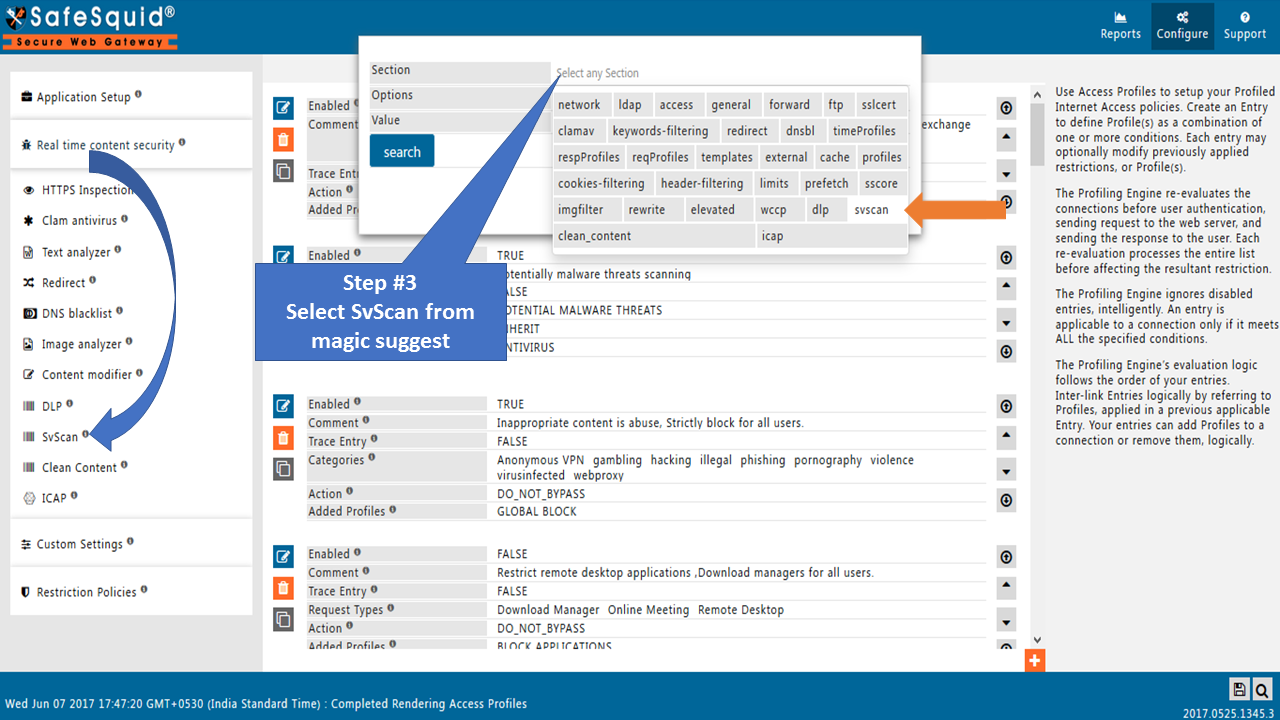 SafeSquid®
Secure Web Gateway
Reports
Configure
Support
Application Setup
Real time content security
HTTPS Inspection
Clam antivirus
Text analyzer
Redirect
DNS blacklist
Image analyzer
Content modifier
DLP
SvScan
Clean Content
ICAP
Custom Settings
Restriction Policies
Section
Options
Value
search
Select any Section
network ldap access general forward ftp sslcert
clamav keywords-filtering redirect dnsbl timeProfiles
respProfiles reqProfiles templates external cache profiles
cookies-filtering header-filtering limits prefetch sscore
imgfilter rewrite elevated wccp dlp svscan
clean_content icap
Step #3
Select SvScan from
magic suggest
Enabled
Comment exchange
Trace
Action
Added
Enabled TRUE
potentially malware threats scanning
POTENTIAL MALWARE THREATS
INHERIT
ANTIVIRUS
Enabled TRUE
Comment Inappropriate content is abuse, Strictly block for all users.
Trace Entry FALSE
Categories Anonymous VPN gambling hacking illegal phishing pornography violence
virusinfected webproxy
Action DO_NOT_BYPASS
Added Profiles GLOBAL BLOCK
Enabled FALSE
Comment Restrict remote desktop applications ,Download managers for all users.
Trace Entry FALSE
Request Types Download Manager Online Meeting Remote Desktop
Action DO_NOT_BYPASS
Added Profiles BLOCK APPLICATIONS
Use Access Profiles to setup your Profiled
Internet Access policies. Create an Entry
to define Profile(s) as a combination of
one or more conditions. Each entry may
optionally modify previously applied
restrictions, or Profile(s).
The Profiling Engine re-evaluates the
connections before user authentication,
sending request to the web server, and
sending the response to the user. Each
re-evaluation processes the entire list
before affecting the resultant restriction.
The Profiling Engine ignores disabled
entries, intelligently. An entry is
applicable to a connection only if it meets
ALL the specified conditions.
The Profiling Engine's evaluation logic
follows the order of your entries.
Inter-link Entries logically by referring to
Profiles, applied in a previous applicable
Entry. Your entries can add Profiles to a
connection or remove them, logically.
Wed Jun 07 2017 17:47:20 GMT+0530 (India Standard Time) : Completed Rendering Access Profiles
2017.0525.1345.3